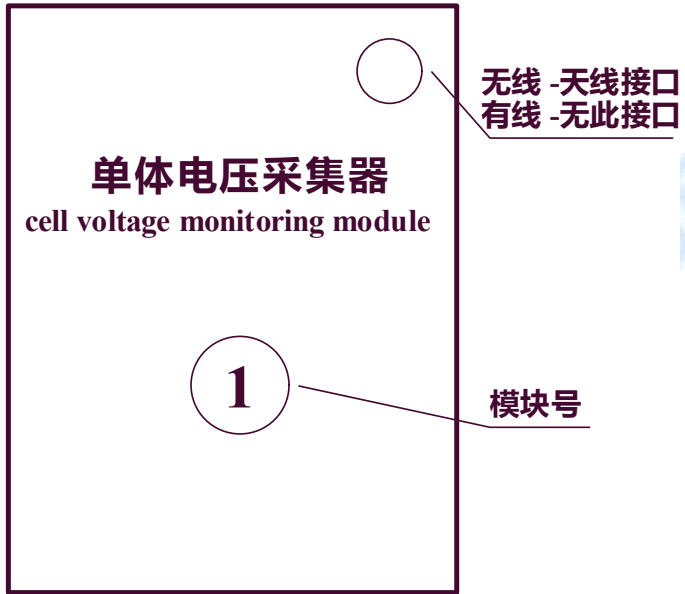 无线 -天线接口
有线 -无此接口
单体电压采集器
cell voltage monitoring module
1
模块号